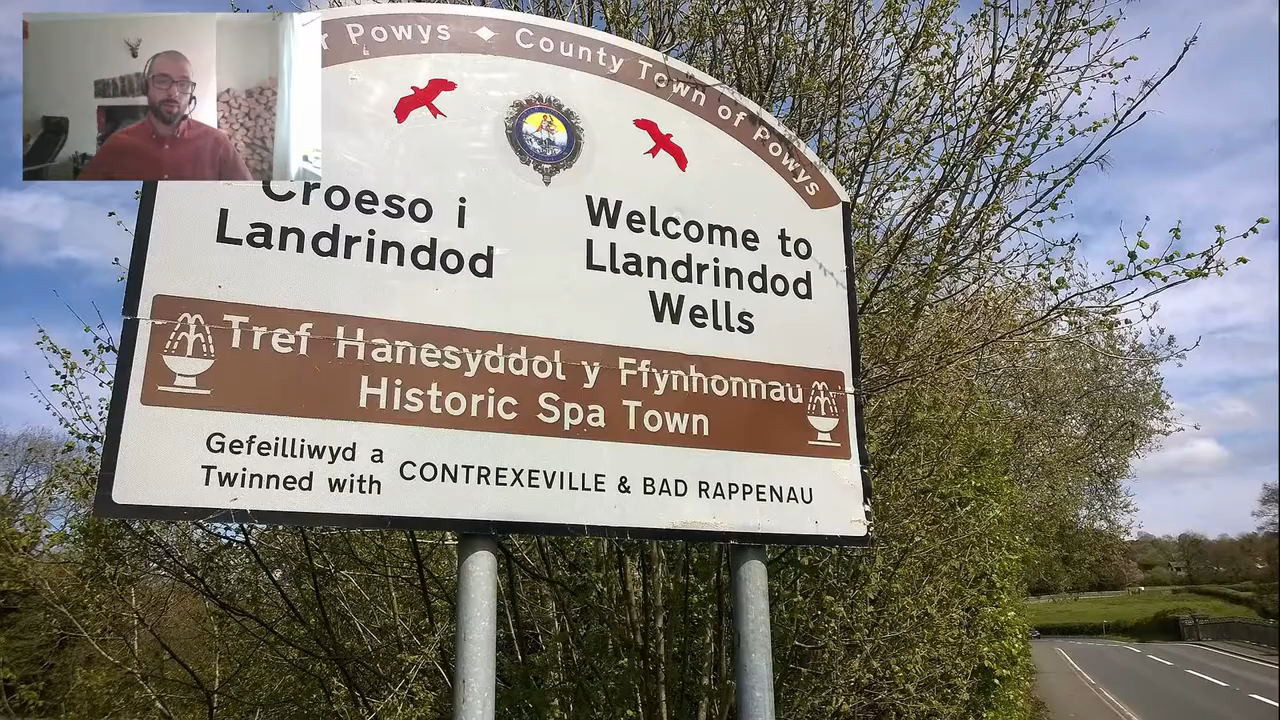 r Powys ◆ County Town of Powys
Croeso i
Landrindod
Welcome to
Llandrindod
Wells
Tref Hanesyddol y Ffynhonnau
Historic Spa Town
Gefeilliwyd a
Twinned with
CONTREXEVILLE & BAD RAPPENAU